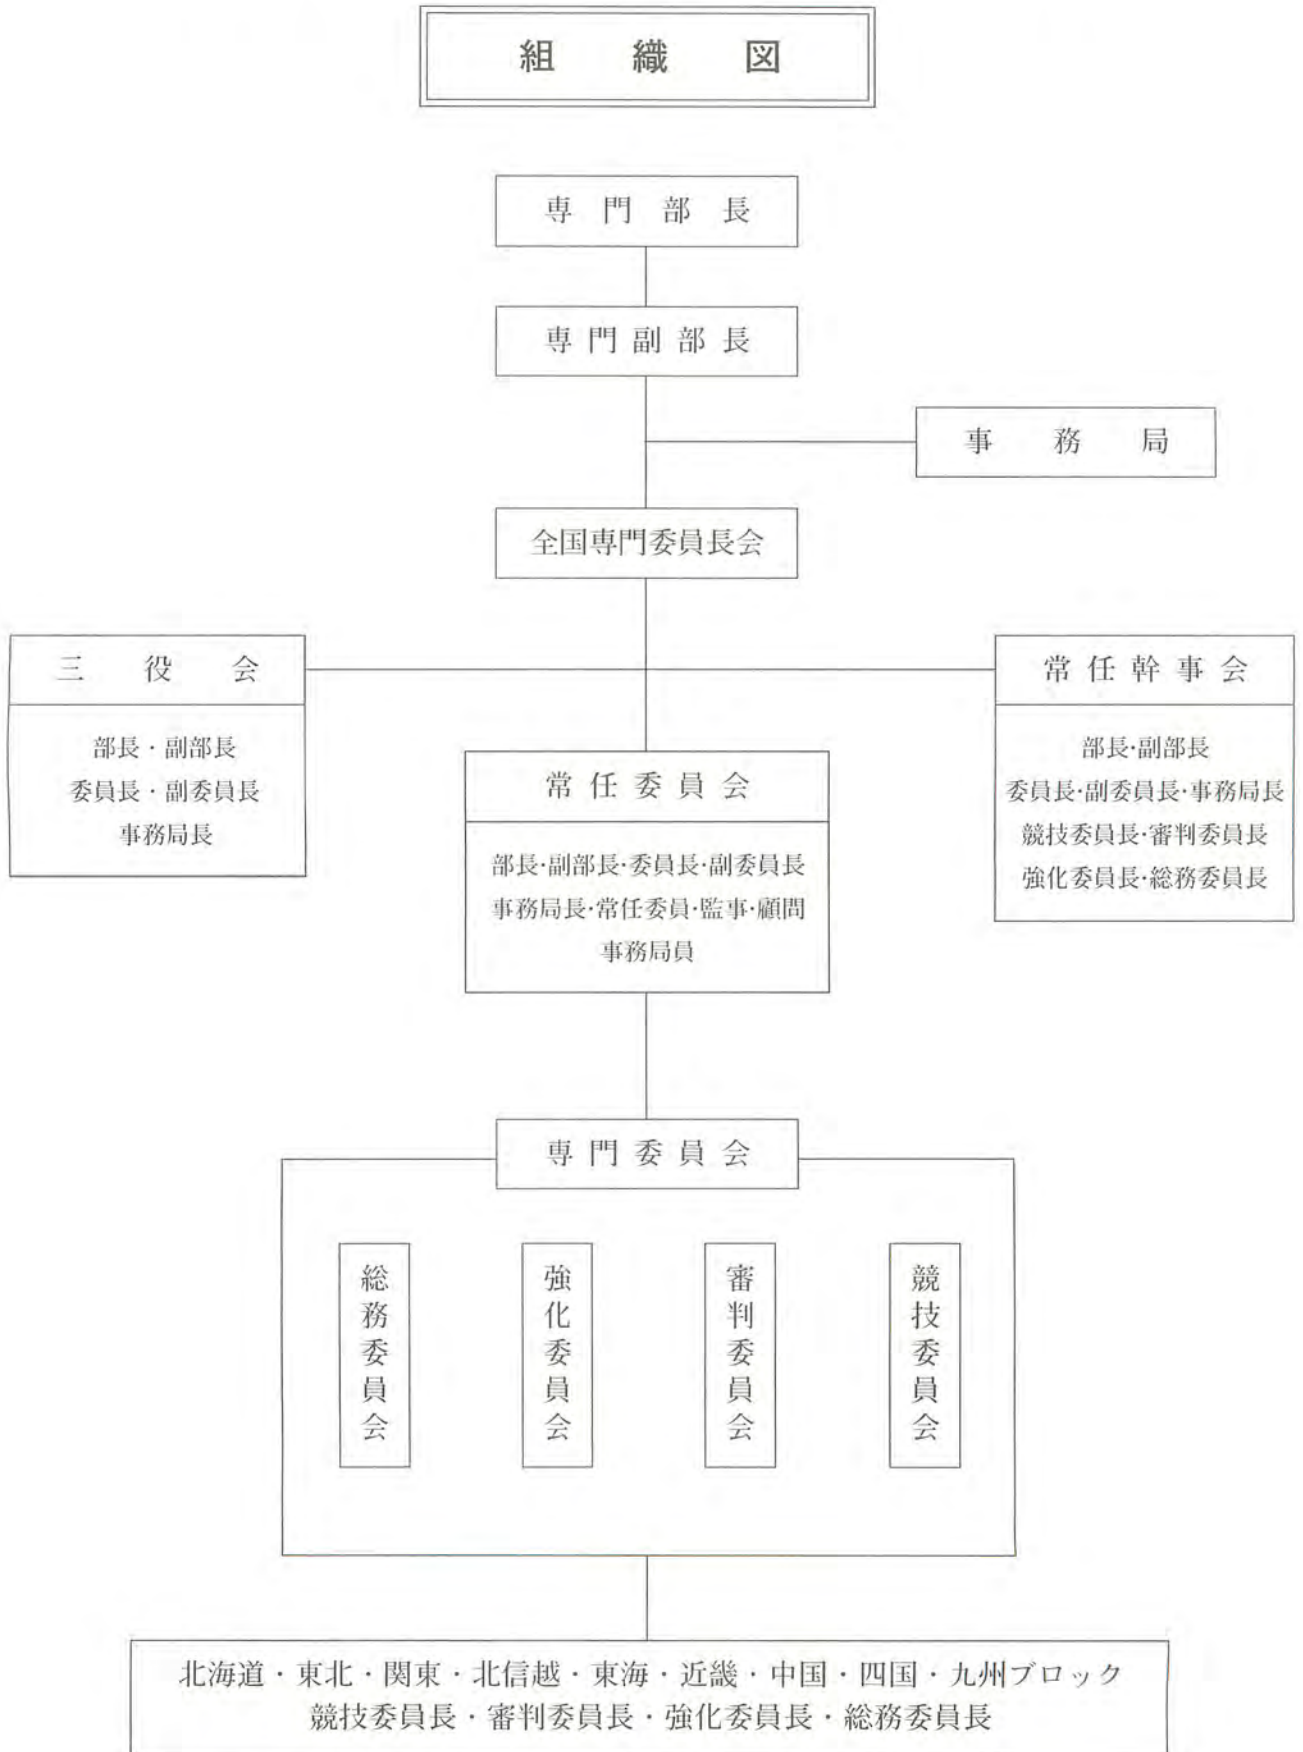 組織図
専門部長
専門副部長
事務局
全国専門委員長会
三役会
部長・副部長
委員長・副委員長
事務局長
常任幹事会
部長・副部長
委員長・副委員長・事務局長
競技委員長・審判委員長
強化委員長・総務委員長
常任委員会
部長・副部長・委員長・副委員長
事務局長・常任委員・監事・顧問
事務局員
専門委員会
総務委員会
強化委員会
審判委員会
競技委員会
北海道・東北・関東・北信越・東海・近畿・中国・四国・九州ブロック
競技委員長・審判委員長・強化委員長・総務委員長